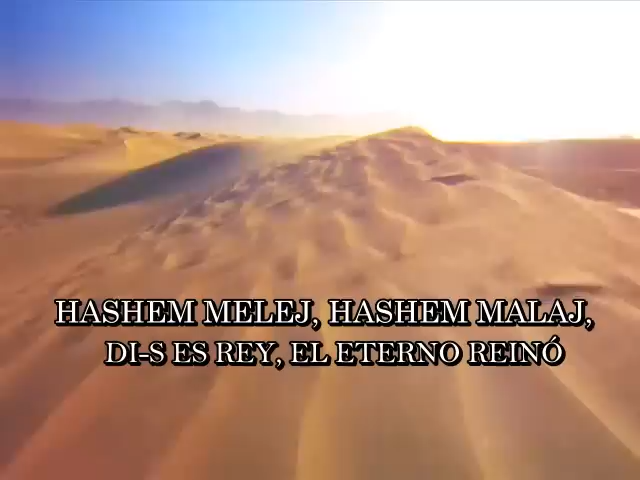 HASHEM MELEJ, HASHEM MALAJ,
DI-S ES REY, EL ETERNO REINÓ